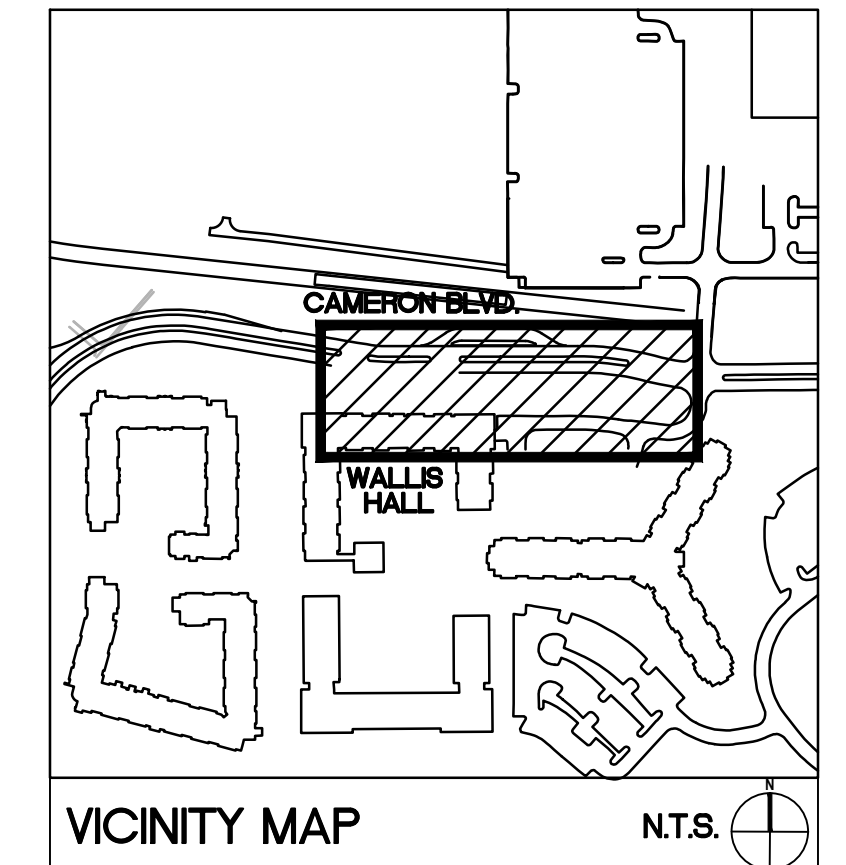 CAMERON BLVD.
WALLIS
HALL
VICINITY MAP
N.T.S.
N